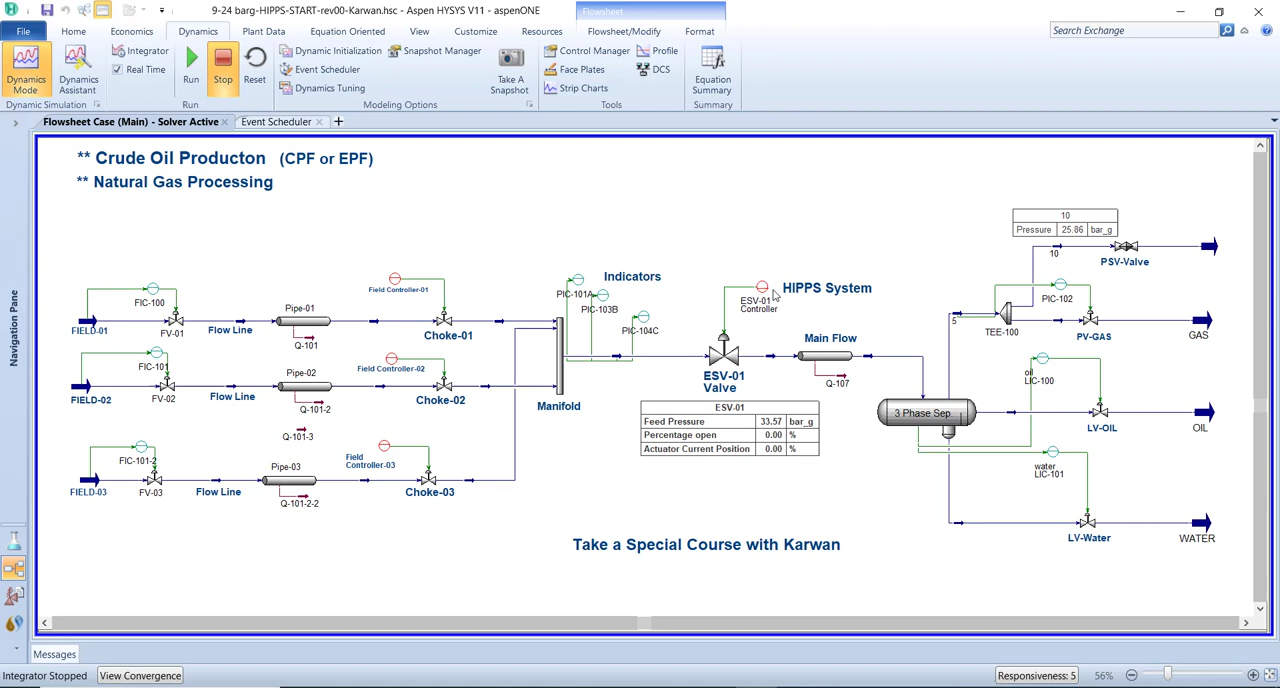 9-24 barg-HIPPS-START-rev00-Karwan.hsc - Aspen HYSYS V11 - aspenONE
Flowsheet
File Home Economics Dynamics Plant Data Equation Oriented View Customize Resources Flowsheet/Modify Format
Search Exchange
Dynamics Mode
Dynamics Assistant
Integrator
Real Time
Run Stop Reset
Dynamic Initialization
Snapshot Manager
Event Scheduler
Dynamics Tuning
Take A Snapshot
Control Manager
Profile
Face Plates
DCS
Strip Charts
Equation Summary
Dynamic Simulation Run Modeling Options Tools Summary
Flowsheet Case (Main) - Solver Active Event Scheduler
Navigation Pane
** Crude Oil Producton (CPF or EPF)
** Natural Gas Processing
FIC-100
FIELD-01
FV-01
Flow Line
Pipe-01
Q-101
Field Controller-01
Choke-01
FIC-101
FIELD-02
FV-02
Flow Line
Pipe-02
Q-101-2
Field Controller-02
Choke-02
Q-101-3
FIC-101-2
FIELD-03
FV-03
Flow Line
Pipe-03
Q-101-2-2
Field
Controller-03
Choke-03
Manifold
Indicators
PIC-101A
PIC-103B
PIC-104C
HIPPS System
ESV-01
Controller
ESV-01
Valve
ESV-01
Feed Pressure 33.57 bar_g
Percentage open 0.00 %
Actuator Current Position 0.00 %
Main Flow
Q-107
3 Phase Sep.
10
Pressure 25.86 bar_g
10
PSV-Valve
5
TEE-100
PIC-102
PV-GAS
GAS
oil
LIC-100
LV-OIL
OIL
water
LIC-101
LV-Water
WATER
Take a Special Course with Karwan
Messages
Integrator Stopped View Convergence Responsiveness: 5 56%